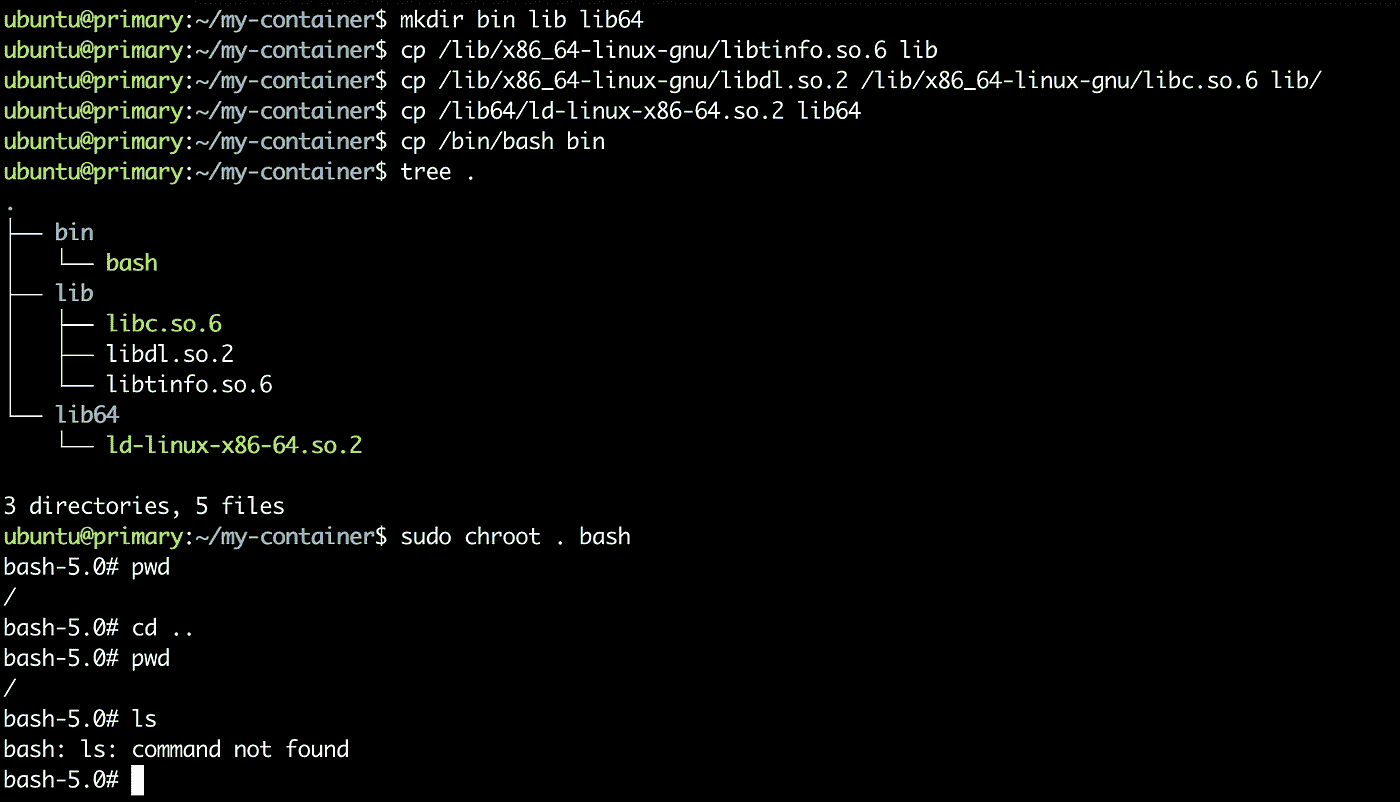 ubuntu@primary:~/my-container$ mkdir bin lib lib64
ubuntu@primary:~/my-container$ cp /lib/x86_64-linux-gnu/libtinfo.so.6 lib
ubuntu@primary:~/my-container$ cp /lib/x86_64-linux-gnu/libdl.so.2 /lib/x86_64-linux-gnu/libc.so.6 lib/
ubuntu@primary:~/my-container$ cp /lib64/ld-linux-x86-64.so.2 lib64
ubuntu@primary:~/my-container$ cp /bin/bash bin
ubuntu@primary:~/my-container$ tree .
.
├── bin
│   └── bash
├── lib
│   ├── libc.so.6
│   ├── libdl.so.2
│   └── libtinfo.so.6
└── lib64
    └── ld-linux-x86-64.so.2

3 directories, 5 files
ubuntu@primary:~/my-container$ sudo chroot . bash
bash-5.0# pwd
/
bash-5.0# cd ..
bash-5.0# pwd
/
bash-5.0# ls
bash: ls: command not found
bash-5.0#